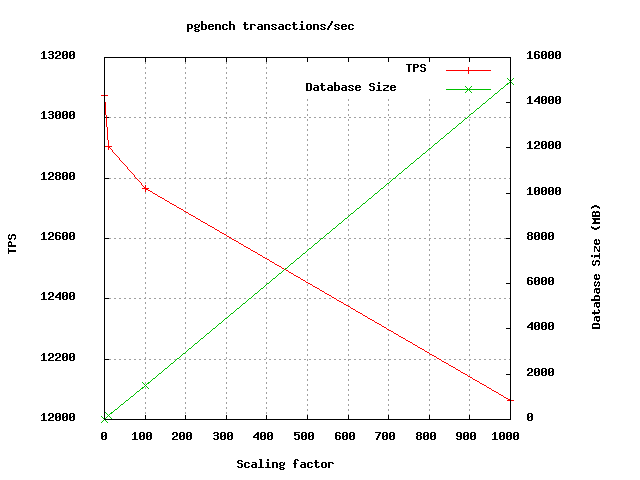 pgbench transactions/sec
13200
13000
12800
12600
12400
12200
12000
TPS
TPS
Database Size
16000
14000
12000
10000
8000
6000
4000
2000
0
Database Size (MB)
0 100 200 300 400 500 600 700 800 900 1000
Scaling factor